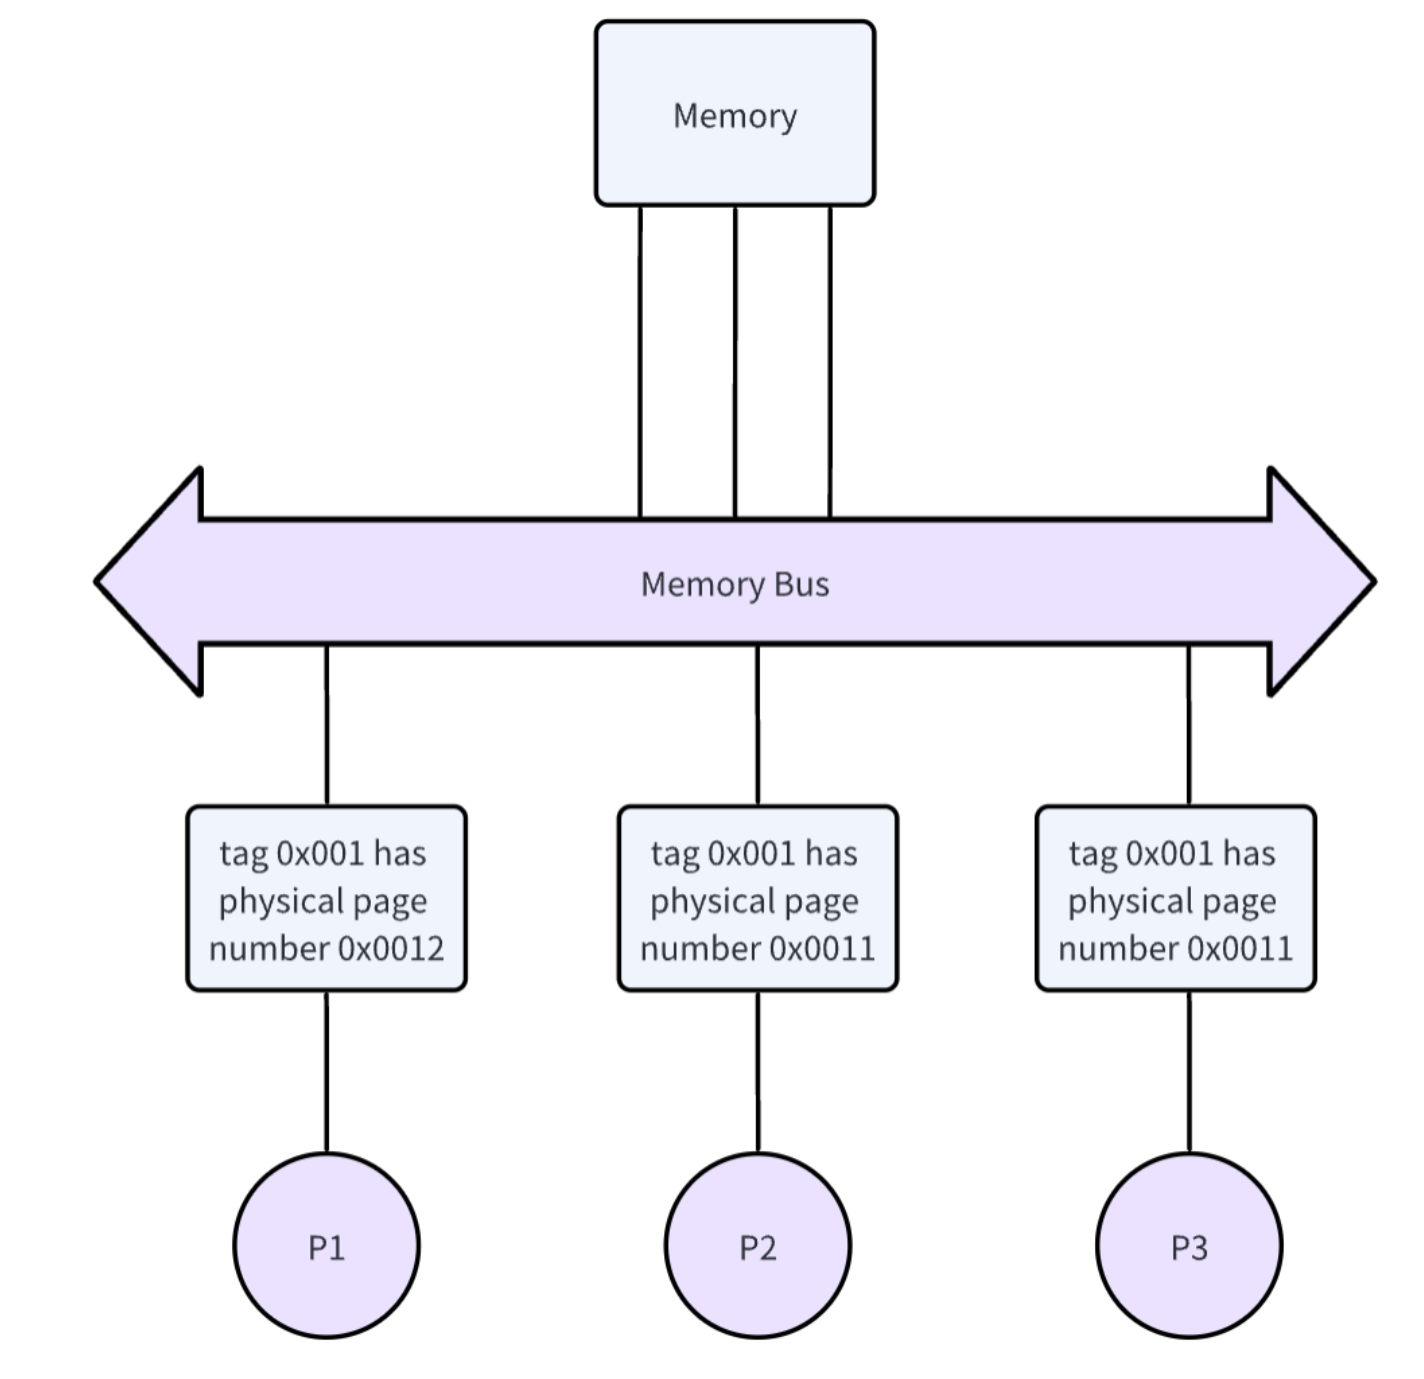 Memory
Memory Bus
tag 0x001 has
physical page
number 0x0012
tag 0x001 has
physical page
number 0x0011
tag 0x001 has
physical page
number 0x0011
P1
P2
P3